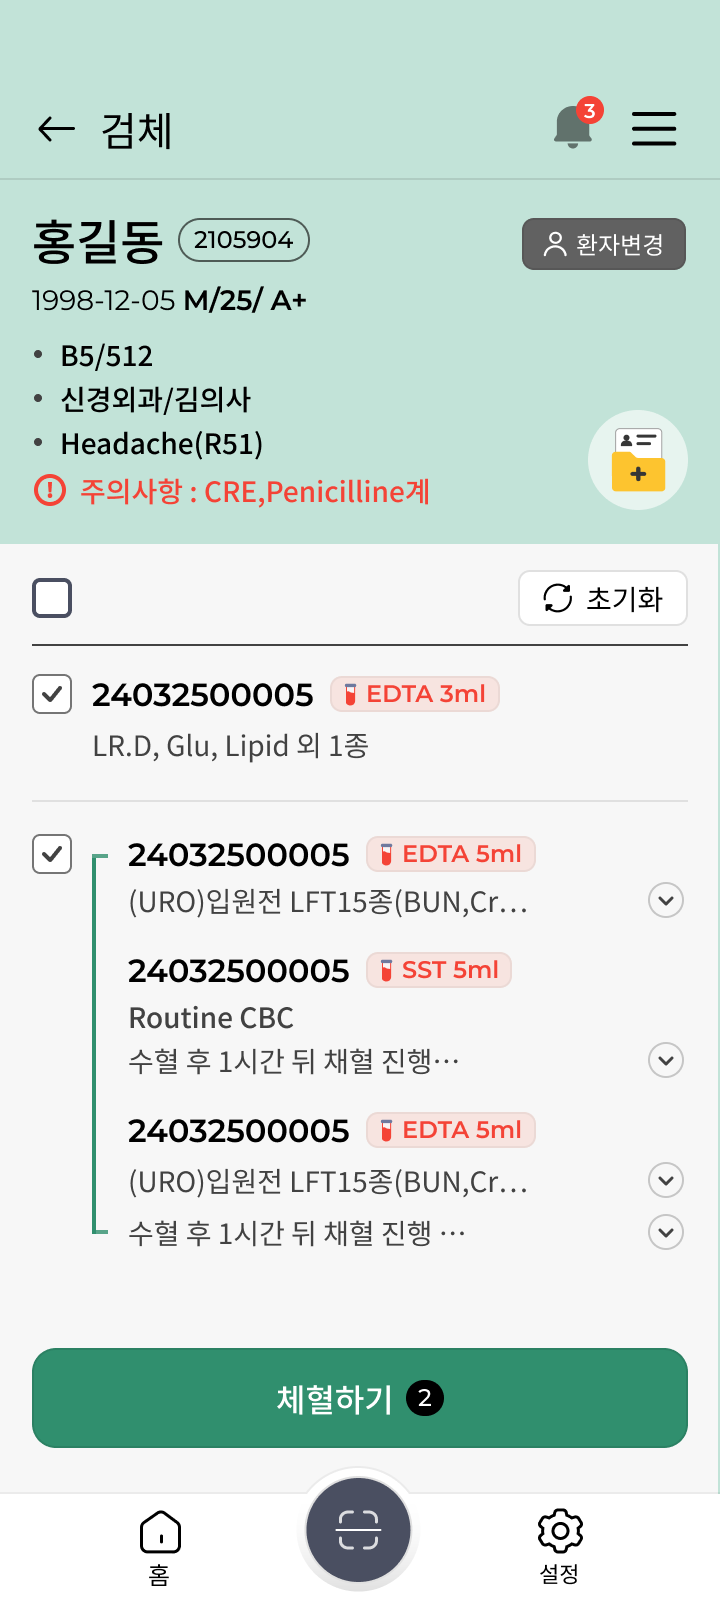 검체
3
홍길동 2105904
환자변경
1998-12-05 M/25/ A+
• B5/512
• 신경외과/김의사
• Headache(R51)
주의사항 : CRE,Penicilline계
초기화
24032500005 EDTA 3ml
LR.D, Glu, Lipid 외 1종
24032500005 EDTA 5ml
(URO)입원전 LFT15종(BUN,Cr...
24032500005 SST 5ml
Routine CBC
수혈 후 1시간 뒤 채혈 진행···
24032500005 EDTA 5ml
(URO)입원전 LFT15종(BUN,Cr...
수혈 후 1시간 뒤 채혈 진행 ···
체혈하기 2
홈
설정